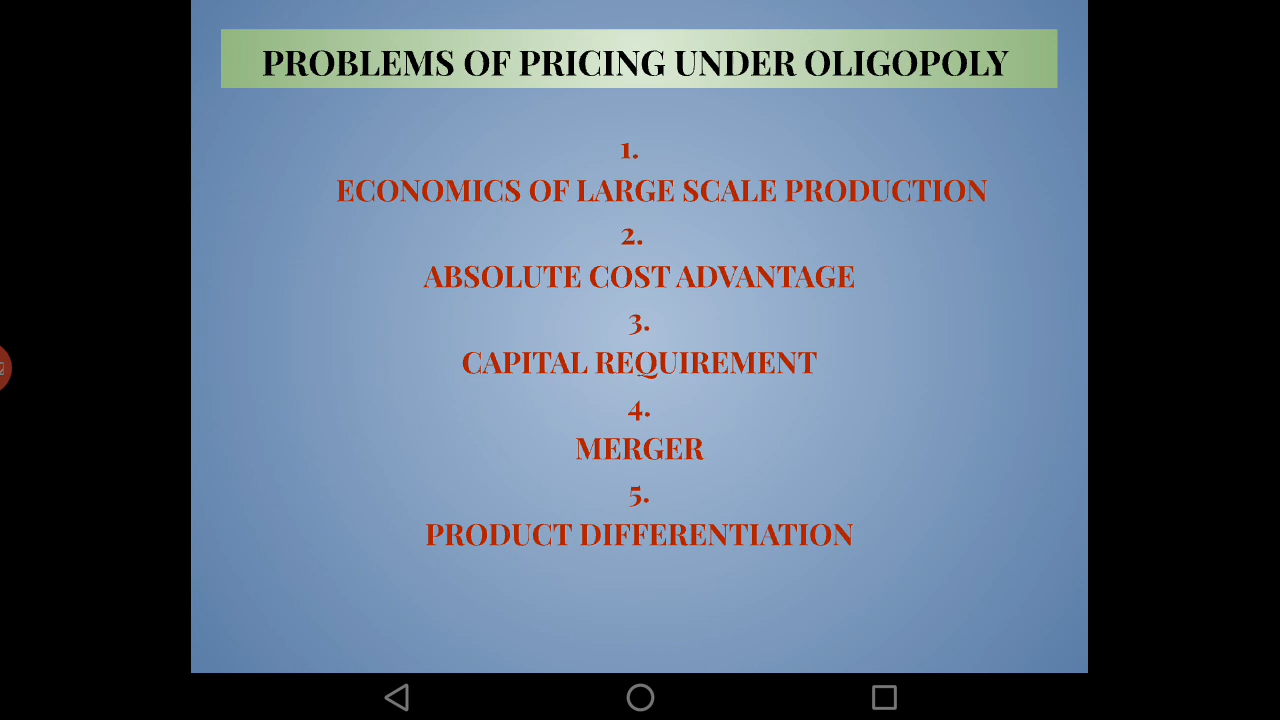 PROBLEMS OF PRICING UNDER OLIGOPOLY
1.
ECONOMICS OF LARGE SCALE PRODUCTION
2.
ABSOLUTE COST ADVANTAGE
3.
CAPITAL REQUIREMENT
4.
MERGER
5.
PRODUCT DIFFERENTIATION